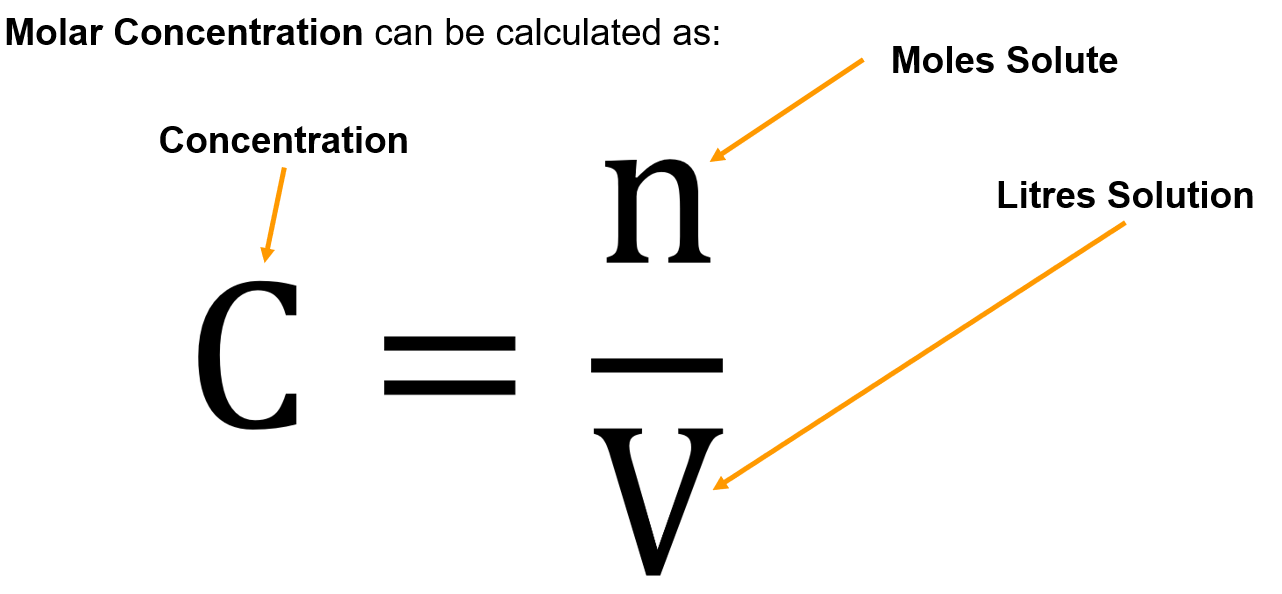 Molar Concentration can be calculated as:
Moles Solute
Concentration
n
Litres Solution
C =
V